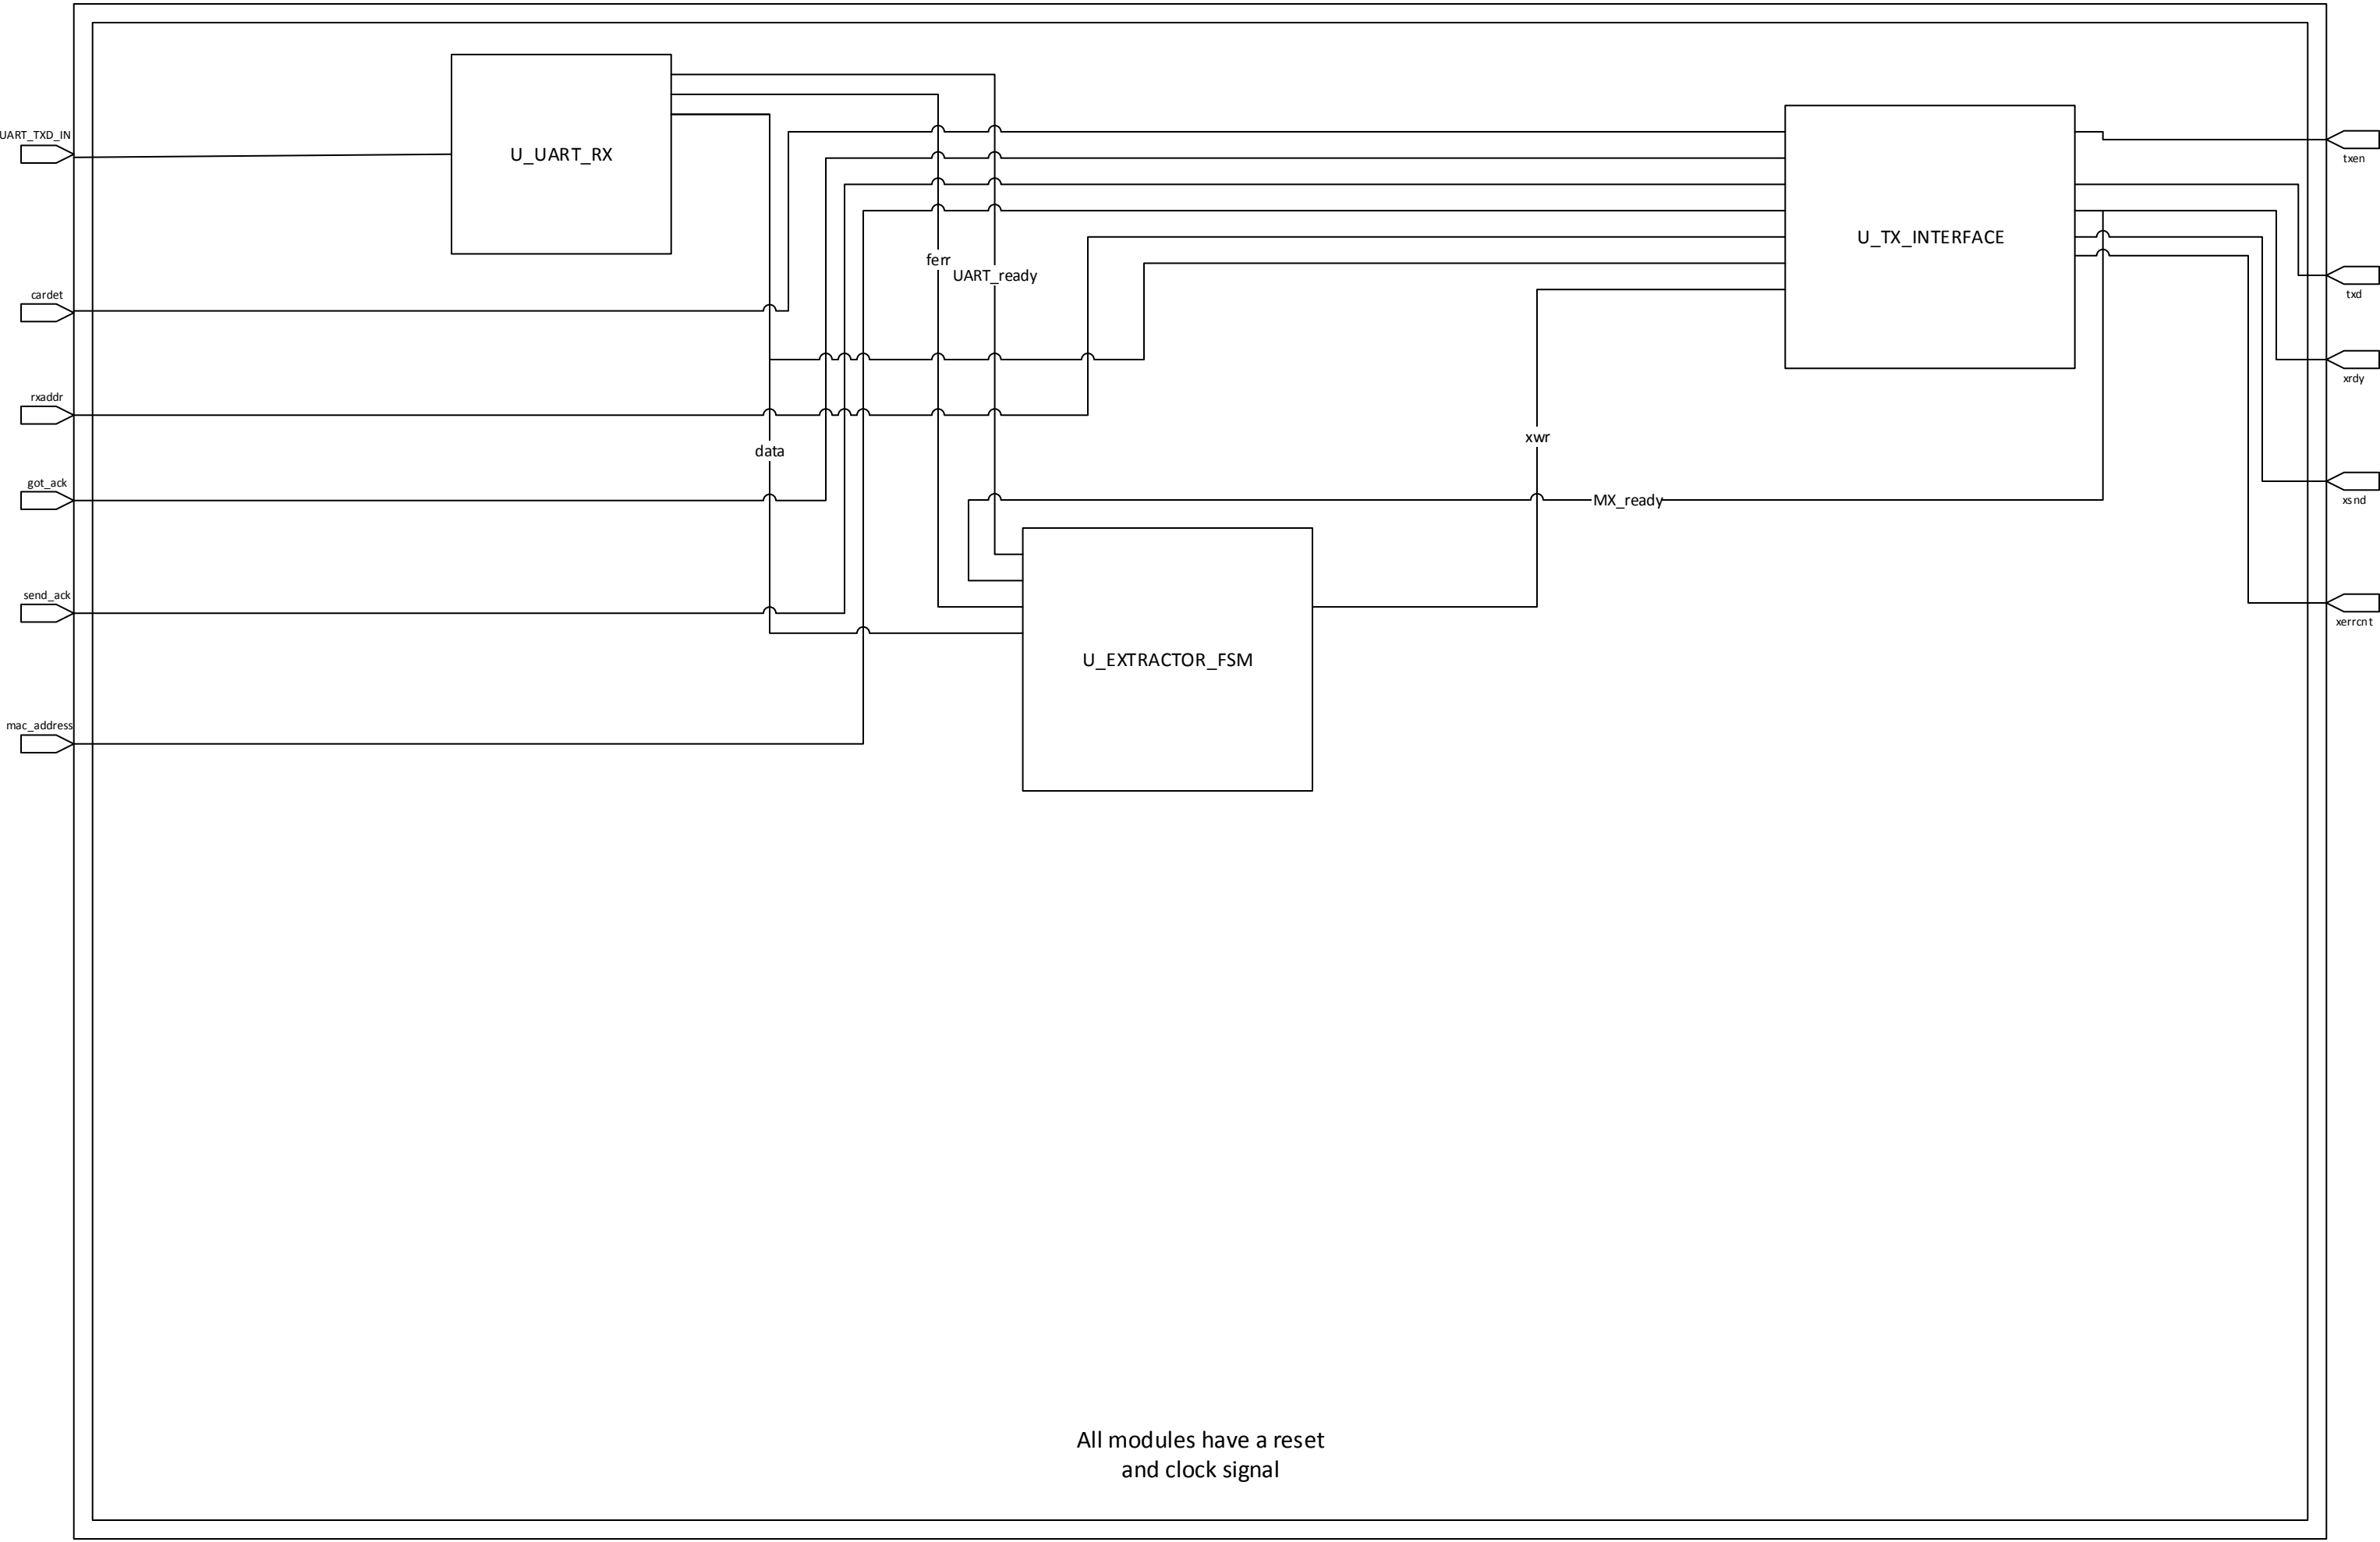 UART_TXD_IN
U_UART_RX
txen
U_TX_INTERFACE
ferr
UART_ready
cardet
txd
xrdy
rxaddr
xwr
data
got_ack
MX_ready
xsnd
send_ack
xerrcnt
U_EXTRACTOR_FSM
mac_address
All modules have a reset
and clock signal